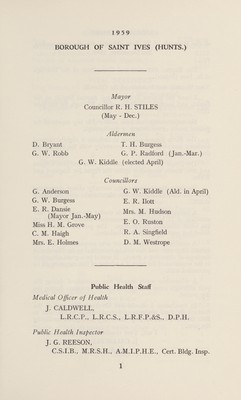 1959
BOROUGH OF SAINT IVES (HUNTS.)
Mayor
Councillor R. H. STILES
(May - Dec.)
Aldermen
D. Bryant T. H. Burgess
G. W. Robb G. P. Radford (Jan.-Mar.)
G. W. Kiddle (elected April)
Councillors
G. Anderson G. W. Kiddle (Ald. in April)
G. W. Burgess E. R. Ilott
E. R. Dansie Mrs. M. Hudson
(Mayor Jan.-May) E. O. Ruston
Miss H. M. Grove R. A. Singfield
C. M. Haigh D. M. Westrope
Mrs. E. Holmes
Public Health Staff
Medical Officer of Health
J. CALDWELL,
L.R.C.P., L.R.C.S., L.R.F.P.&S., D.P.H.
Public Health Inspector
J. G. REESON,
C.S.I.B., M.R.S.H., A.M.I.P.H.E., Cert. Bldg. Insp.
1